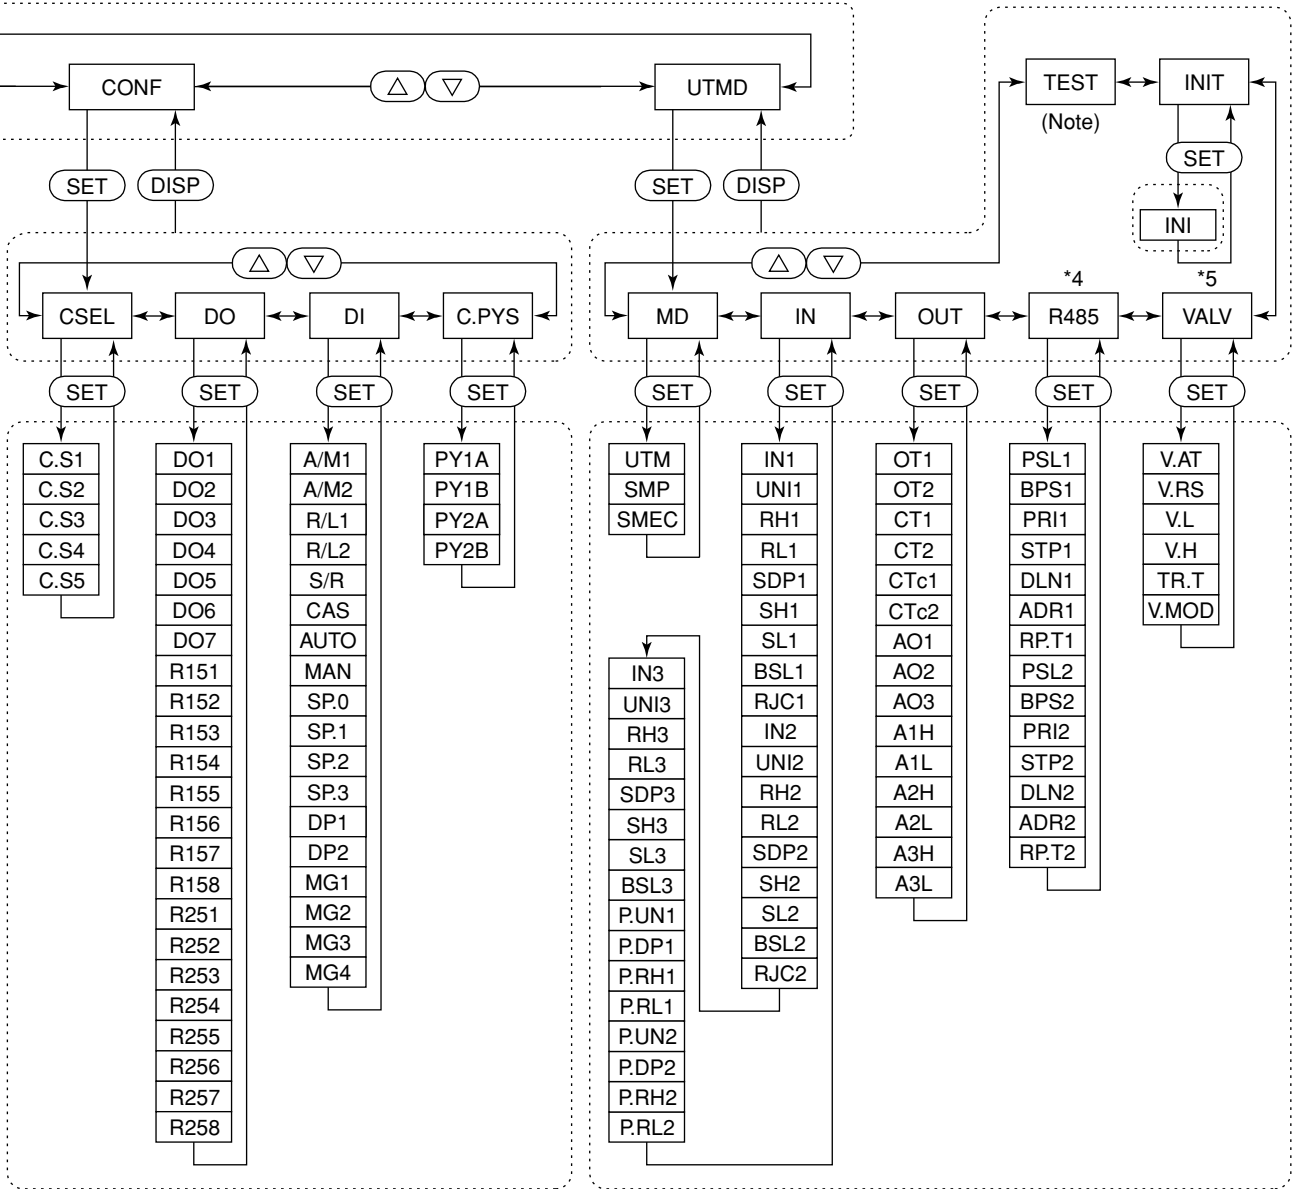 CONF
△
▽
UTMD
TEST
(Note)
INIT
SET
DISP
SET
DISP
SET
INI
△
▽
△
▽
*4
*5
CSEL
DO
DI
C.PYS
MD
IN
OUT
R485
VALV
SET
SET
SET
SET
SET
SET
SET
SET
SET
C.S1
C.S2
C.S3
C.S4
C.S5
DO1
DO2
DO3
DO4
DO5
DO6
DO7
R151
R152
R153
R154
R155
R156
R157
R158
R251
R252
R253
R254
R255
R256
R257
R258
A/M1
A/M2
R/L1
R/L2
S/R
CAS
AUTO
MAN
SP.0
SP.1
SP.2
SP.3
DP1
DP2
MG1
MG2
MG3
MG4
PY1A
PY1B
PY2A
PY2B
UTM
SMP
SMEC
IN1
UNI1
RH1
RL1
SDP1
SH1
SL1
BSL1
RJC1
IN2
UNI2
RH2
RL2
SDP2
SH2
SL2
BSL2
RJC2
IN3
UNI3
RH3
RL3
SDP3
SH3
SL3
BSL3
P.UN1
P.DP1
P.RH1
P.RL1
P.UN2
P.DP2
P.RH2
P.RL2
OT1
OT2
CT1
CT2
CTc1
CTc2
AO1
AO2
AO3
A1H
A1L
A2H
A2L
A3H
A3L
PSL1
BPS1
PRI1
STP1
DLN1
ADR1
RP.T1
PSL2
BPS2
PRI2
STP2
DLN2
ADR2
RP.T2
V.AT
V.RS
V.L
V.H
TR.T
V.MOD